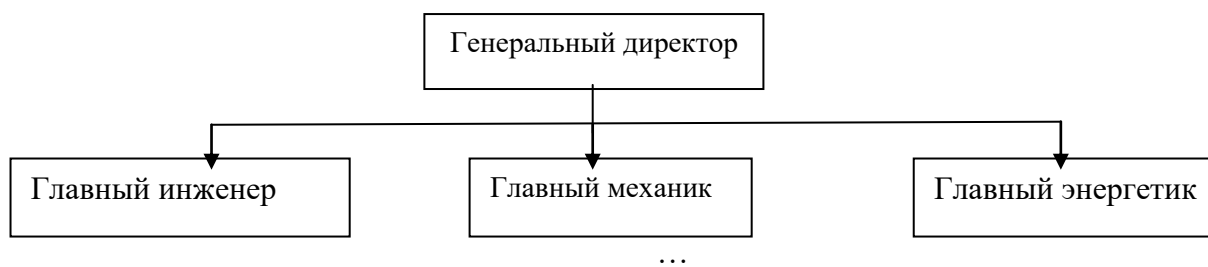 Генеральный директор
Главный инженер
Главный механик
Главный энергетик
…